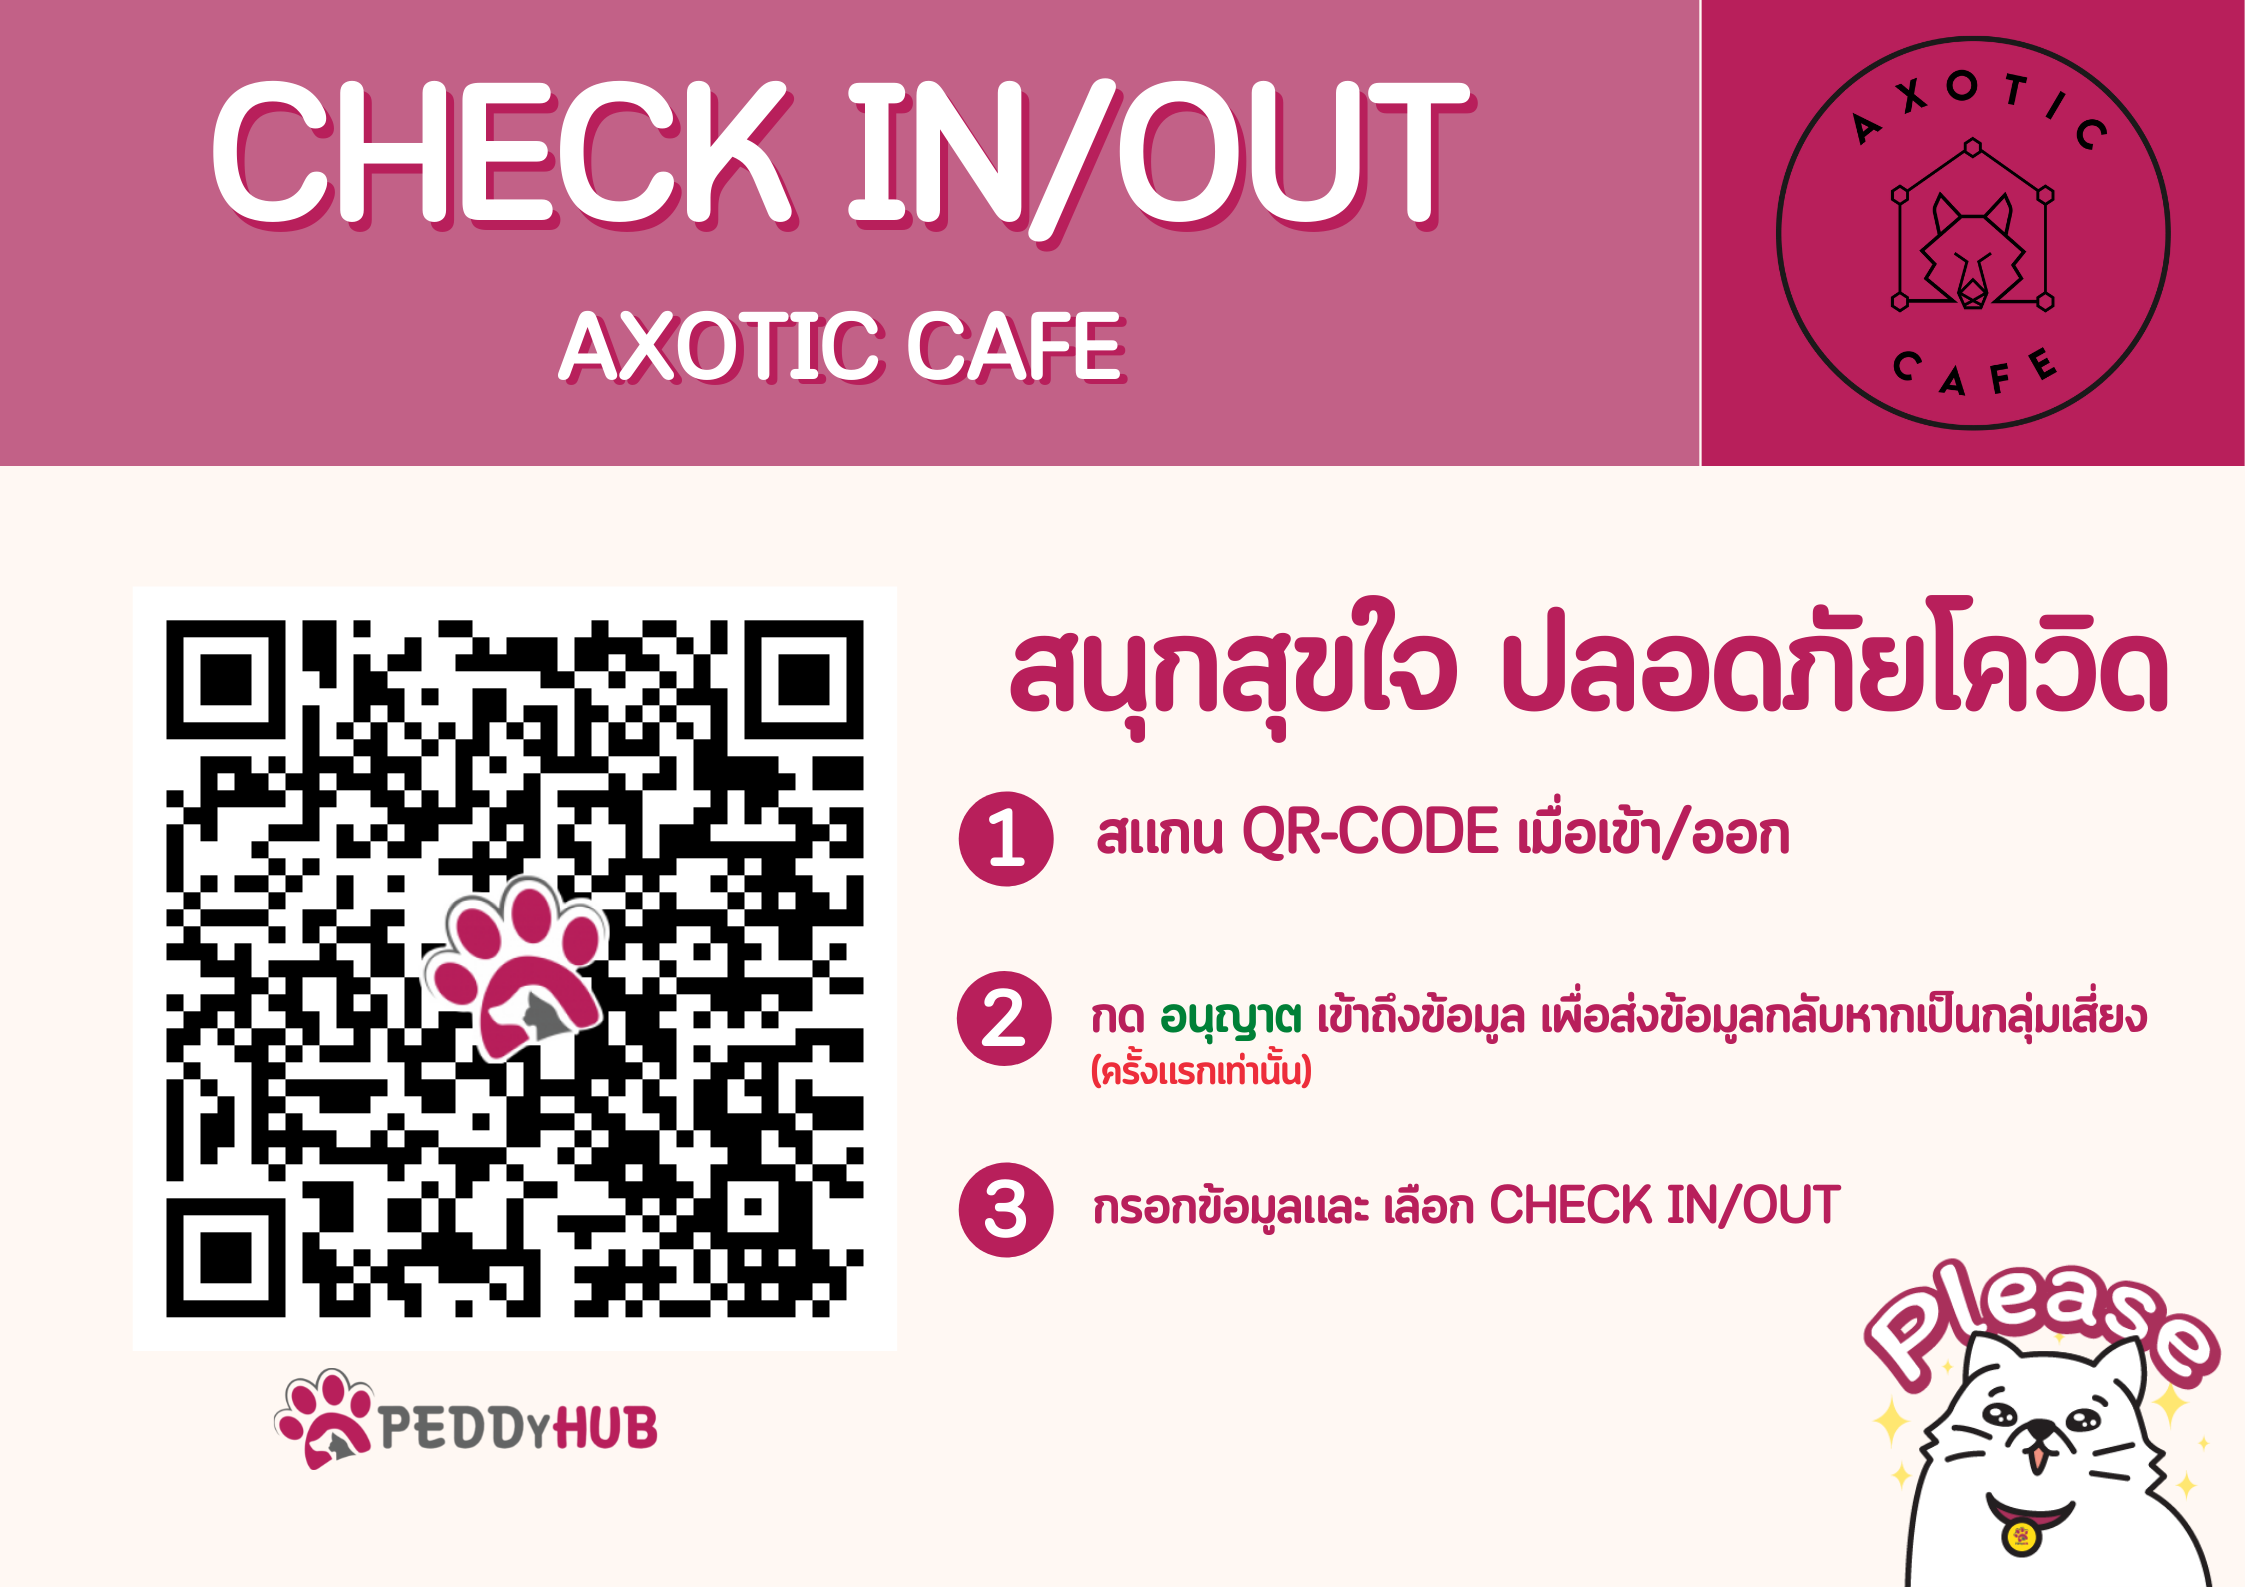 CHECK IN/OUT
AXOTIC CAFE
AXOTIC
CAFE
สนุกสุขใจ ปลอดภัยโควิด
1 สแกน QR-CODE เมื่อเข้า/ออก
2 กด อนุญาต เข้าถึงข้อมูล เพื่อส่งข้อมูลกลับหากเป็นกลุ่มเสี่ยง
(ครั้งแรกเท่านั้น)
3 กรอกข้อมูลและ เลือก CHECK IN/OUT
PEDDyHUB
Please